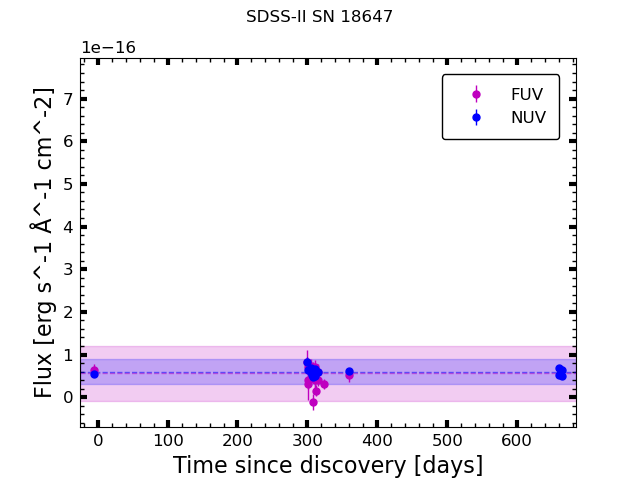 SDSS-II SN 18647
1e−16
FUV
NUV
7
6
5
4
3
2
1
0
Flux [erg s^-1 Å^-1 cm^-2]
0 100 200 300 400 500 600
Time since discovery [days]